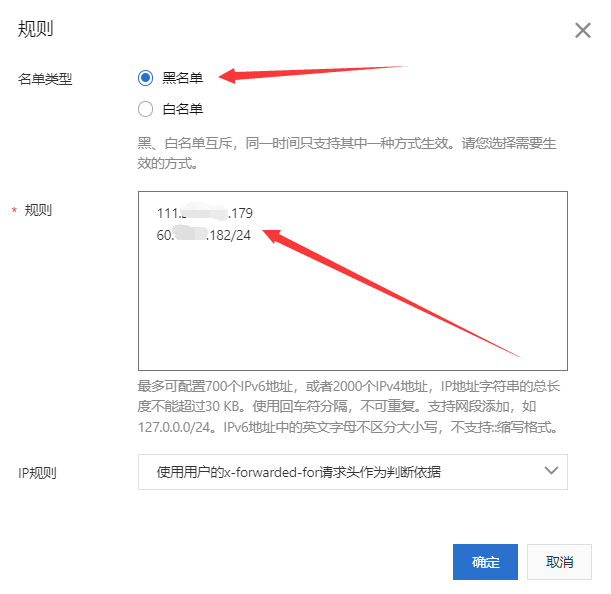 规则
名单类型
黑名单
白名单
黑、白名单互斥，同一时间只支持其中一种方式生效。请您选择需要生
效的方式。
* 规则
111. .179
60. .182/24
最多可配置700个IPv6地址，或者2000个IPv4地址，IP地址字符串的总长
度不能超过30 KB。使用回车符分隔，不可重复。支持网段添加，如
127.0.0.0/24。IPv6地址中的英文字母不区分大小写，不支持::缩写格式。
IP规则
使用用户的x-forwarded-for请求头作为判断依据
确定
取消